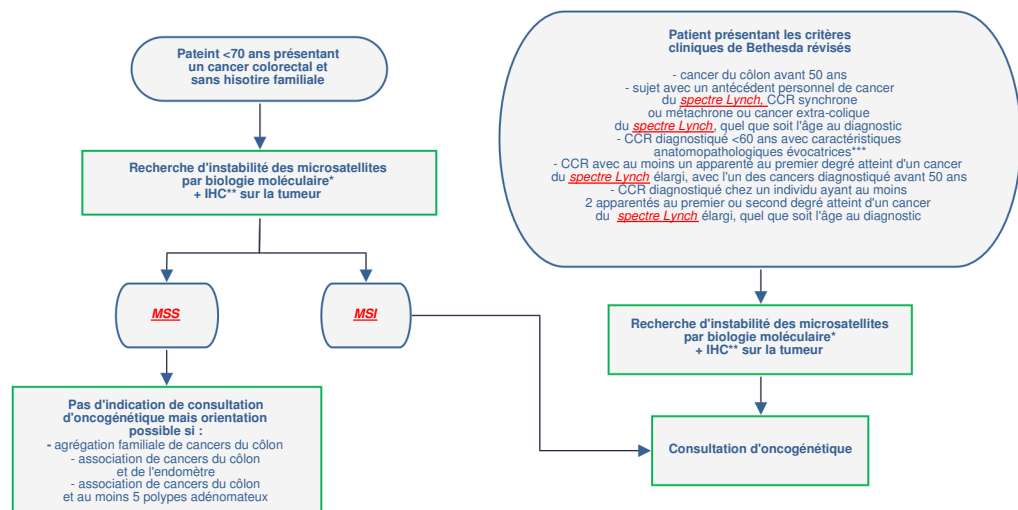 Pateint <70 ans présentant
un cancer colorectal et
sans hisotire familiale
Recherche d'instabilité des microsatellites
par biologie moléculaire*
+ IHC** sur la tumeur
MSS
MSI
Pas d'indication de consultation
d'oncogénétique mais orientation
possible si :
- agrégation familiale de cancers du côlon
- association de cancers du côlon
et de l'endomètre
- association de cancers du côlon
et au moins 5 polypes adénomateux
Patient présentant les critères
cliniques de Bethesda révisés
- cancer du côlon avant 50 ans
- sujet avec un antécédent personnel de cancer
du spectre Lynch, CCR synchrone
ou métachrone ou cancer extra-colique
du spectre Lynch, quel que soit l'âge au diagnostic
- CCR diagnostiqué <60 ans avec caractéristiques
anatomopathologiques évocatrices***
- CCR avec au moins un apparenté au premier degré atteint d'un cancer
du spectre Lynch élargi, avec l'un des cancers diagnostiqué avant 50 ans
- CCR diagnostiqué chez un individu ayant au moins
2 apparentés au premier ou second degré atteint d'un cancer
du spectre Lynch élargi, quel que soit l'âge au diagnostic
Recherche d'instabilité des microsatellites
par biologie moléculaire*
+ IHC** sur la tumeur
Consultation d'oncogénétique